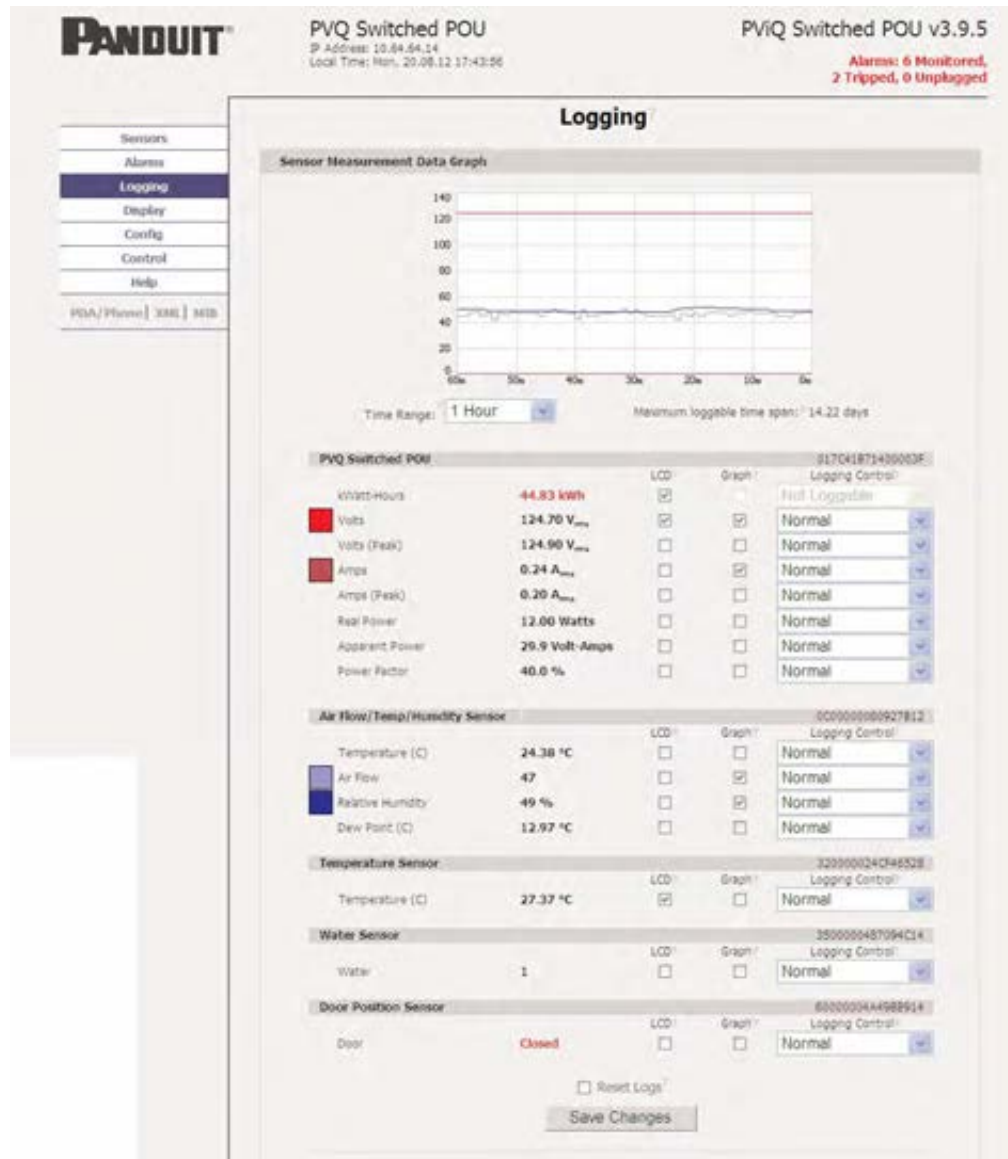 PANDUIT
PVQ Switched POU
IP Address: 10.64.64.14
Local Time: Mon, 20.08.12 17:43:56
PViQ Switched POU v3.9.5
Alarms: 6 Monitored,
2 Tripped, 0 Unplugged
Sensors
Alarms
Logging
Display
Config
Control
Help
PDA/Phone | XML | MIB
Logging
Sensor Measurement Data Graph
140
120
100
80
60
40
20
0
60m 50m 40m 30m 20m 10m 0m
Time Range: 1 Hour
Maximum loggable time span: 14.22 days
PVQ Switched POU
LCD Graph Logging Control
kWatt-Hours 44.83 kWh Not Loggable
Volts 124.70 Vrms Normal
Volts (Peak) 124.90 Vrms Normal
Amps 0.24 Arms Normal
Amps (Peak) 0.20 Arms Normal
Real Power 12.00 Watts Normal
Apparent Power 29.9 Volt-Amps Normal
Power Factor 40.0 % Normal
Air Flow/Temp/Humdity Sensor
LCD Graph Logging Control
Temperature (C) 24.38 °C Normal
Air Flow 47 Normal
Relative Humidity 49 % Normal
Dew Point (C) 12.97 °C Normal
Temperature Sensor
LCD Graph Logging Control
Temperature (C) 27.37 °C Normal
Water Sensor
LCD Graph Logging Control
Water 1 Normal
Door Position Sensor
LCD Graph Logging Control
Door Closed Normal
Reset Logs
Save Changes